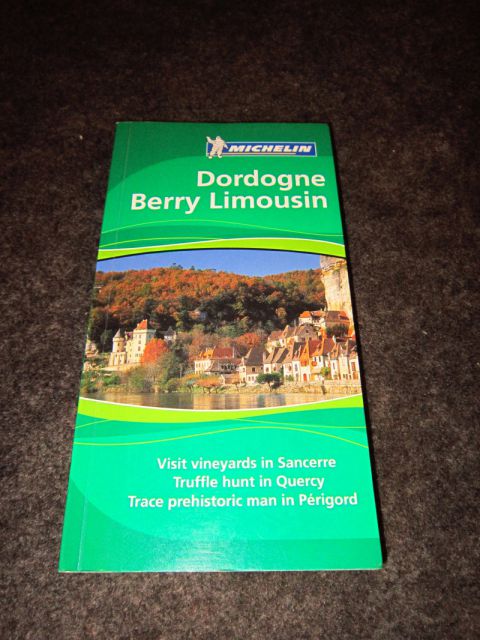 MICHELIN
Dordogne
Berry Limousin
Visit vineyards in Sancerre
Truffle hunt in Quercy
Trace prehistoric man in Périgord